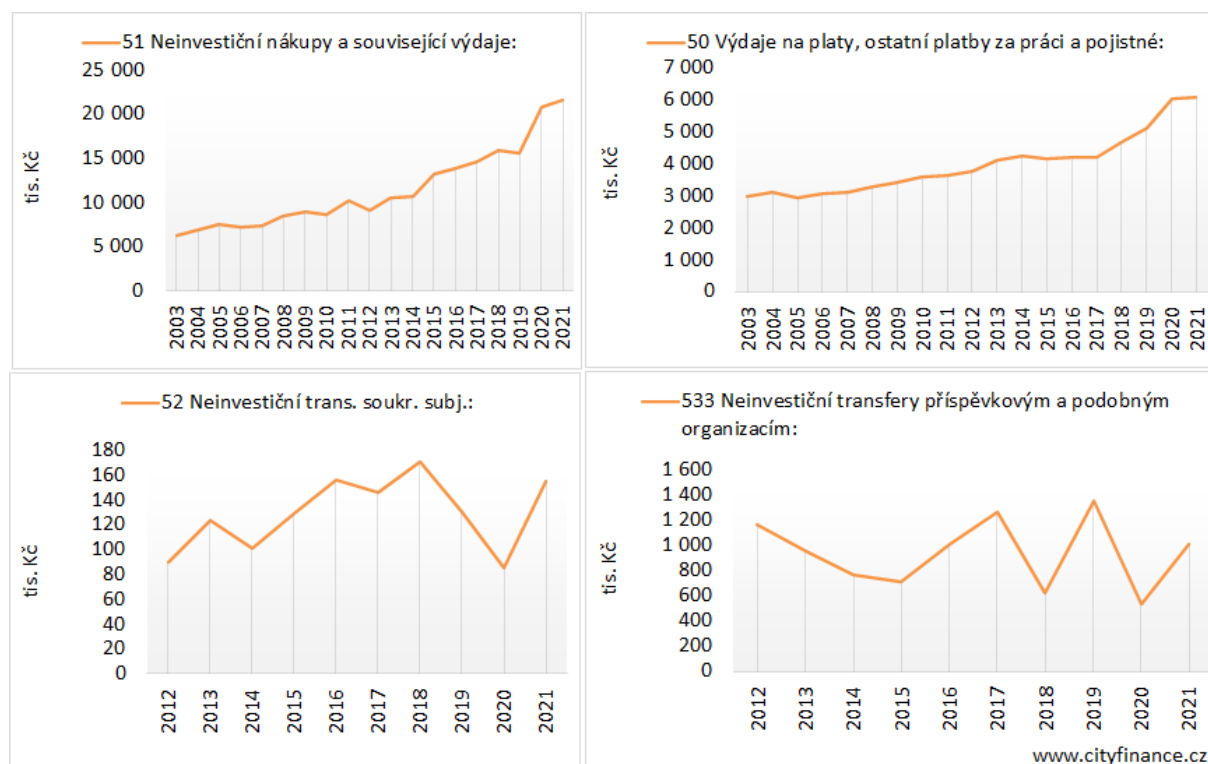 51 Neinvestiční nákupy a související výdaje:
25 000
20 000
15 000
10 000
5 000
0
tis. Kč
2003 2004 2005 2006 2007 2008 2009 2010 2011 2012 2013 2014 2015 2016 2017 2018 2019 2020 2021
50 Výdaje na platy, ostatní platby za práci a pojistné:
7 000
6 000
5 000
4 000
3 000
2 000
1 000
0
tis. Kč
2003 2004 2005 2006 2007 2008 2009 2010 2011 2012 2013 2014 2015 2016 2017 2018 2019 2020 2021
52 Neinvestiční trans. soukr. subj.:
180
160
140
120
100
80
60
40
20
0
tis. Kč
2012 2013 2014 2015 2016 2017 2018 2019 2020 2021
533 Neinvestiční transfery příspěvkovým a podobným
organizacím:
1 600
1 400
1 200
1 000
800
600
400
200
0
tis. Kč
2012 2013 2014 2015 2016 2017 2018 2019 2020 2021
www.cityfinance.cz